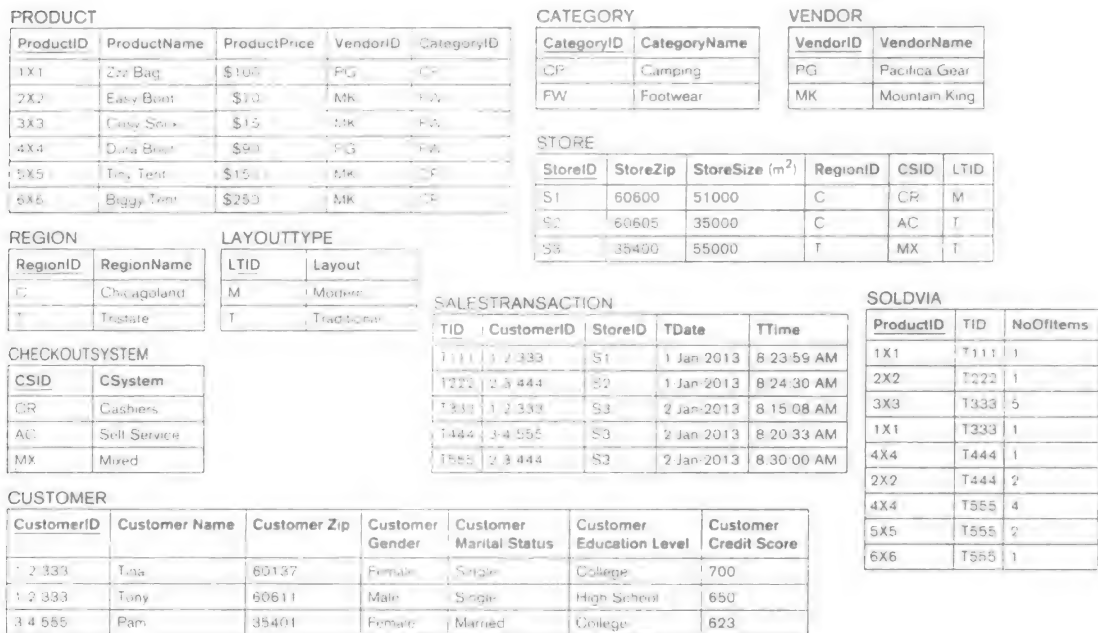 PRODUCT
ProductID ProductName ProductPrice VendorID CategoryID
1X1 Zzz Bag $100 PG CP
2X2 Easy Boot $70 MK FW
3X3 Cosy Sock $15 MK FW
4X4 Dura Boot $90 PG FW
5X5 Tiny Tent $150 MK CP
6X6 Biggy Tent $250 MK CP
CATEGORY
CategoryID CategoryName
CP Camping
FW Footwear
VENDOR
VendorID VendorName
PG Pacifica Gear
MK Mountain King
STORE
StoreID StoreZip StoreSize (m²) RegionID CSID LTID
S1 60600 51000 C CR M
S2 60605 35000 C AC T
S3 35400 55000 T MX T
REGION
RegionID RegionName
C Chicagoland
T Tristate
LAYOUTTYPE
LTID Layout
M Modern
T Traditional
CHECKOUTSYSTEM
CSID CSystem
CR Cashiers
AC Self Service
MX Mixed
SALESTRANSACTION
TID CustomerID StoreID TDate TTime
T111 1 2 333 S1 1 Jan 2013 8 23 59 AM
T222 2 3 444 S2 1 Jan-2013 8 24 30 AM
T333 1 2 333 S3 2 Jan-2013 8 15 08 AM
T444 3 4 555 S3 2 Jan-2013 8 20 33 AM
T555 2 3 444 S3 2 Jan-2013 8.30 00 AM
SOLDVIA
ProductID TID NoOfItems
1X1 T111 1
2X2 T222 1
3X3 T333 5
1X1 T333 1
4X4 T444 1
2X2 T444 2
4X4 T555 4
5X5 T555 2
6X6 T555 1
CUSTOMER
CustomerID Customer Name Customer Zip Customer Gender Customer Marital Status Customer Education Level Customer Credit Score
1 2 333 Tina 60137 Female Single College 700
1 2 333 Tony 60611 Male Single High School 650
3 4 555 Pam 35401 Female Married College 623